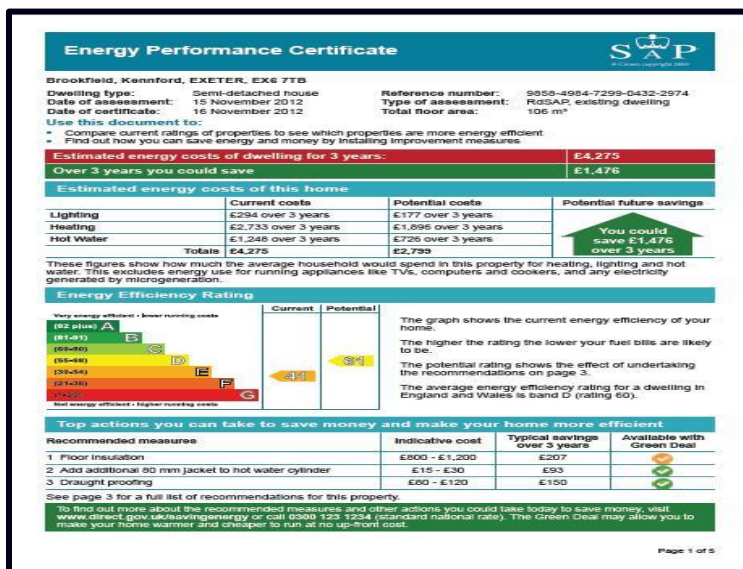 Energy Performance Certificate
SAP
© Crown copyright 2009
Brookfield, Kennford, EXETER, EX6 7TB
Dwelling type: Semi-detached house Reference number: 9858-4984-7299-0432-2974
Date of assessment: 15 November 2012 Type of assessment: RdSAP, existing dwelling
Date of certificate: 16 November 2012 Total floor area: 106 m²
Use this document to:
• Compare current ratings of properties to see which properties are more energy efficient
• Find out how you can save energy and money by installing improvement measures
Estimated energy costs of dwelling for 3 years: £4,275
Over 3 years you could save £1,476
Estimated energy costs of this home
Current costs Potential costs Potential future savings
Lighting £294 over 3 years £177 over 3 years
Heating £2,733 over 3 years £1,896 over 3 years
Hot Water £1,248 over 3 years £726 over 3 years
Totals £4,275 £2,799
You could
save £1,476
over 3 years
These figures show how much the average household would spend in this property for heating, lighting and hot
water. This excludes energy use for running appliances like TVs, computers and cookers, and any electricity
generated by microgeneration.
Energy Efficiency Rating
Current Potential
Very energy efficient - lower running costs
(92 plus) A
(81-91) B
(69-80) C
(55-68) D
(39-54) E
(21-38) F
(1-20) G
Not energy efficient - higher running costs
41
61
The graph shows the current energy efficiency of your
home.
The higher the rating the lower your fuel bills are likely
to be.
The potential rating shows the effect of undertaking
the recommendations on page 3.
The average energy efficiency rating for a dwelling in
England and Wales is band D (rating 60).
Top actions you can take to save money and make your home more efficient
Recommended measures Indicative cost Typical savings over 3 years Available with Green Deal
1 Floor insulation £800 - £1,200 £207
2 Add additional 80 mm jacket to hot water cylinder £15 - £30 £93
3 Draught proofing £80 - £120 £150
See page 3 for a full list of recommendations for this property.
To find out more about the recommended measures and other actions you could take today to save money, visit
www.direct.gov.uk/savingenergy or call 0300 123 1234 (standard national rate). The Green Deal may allow you to
make your home warmer and cheaper to run at no up-front cost.
Page 1 of 5